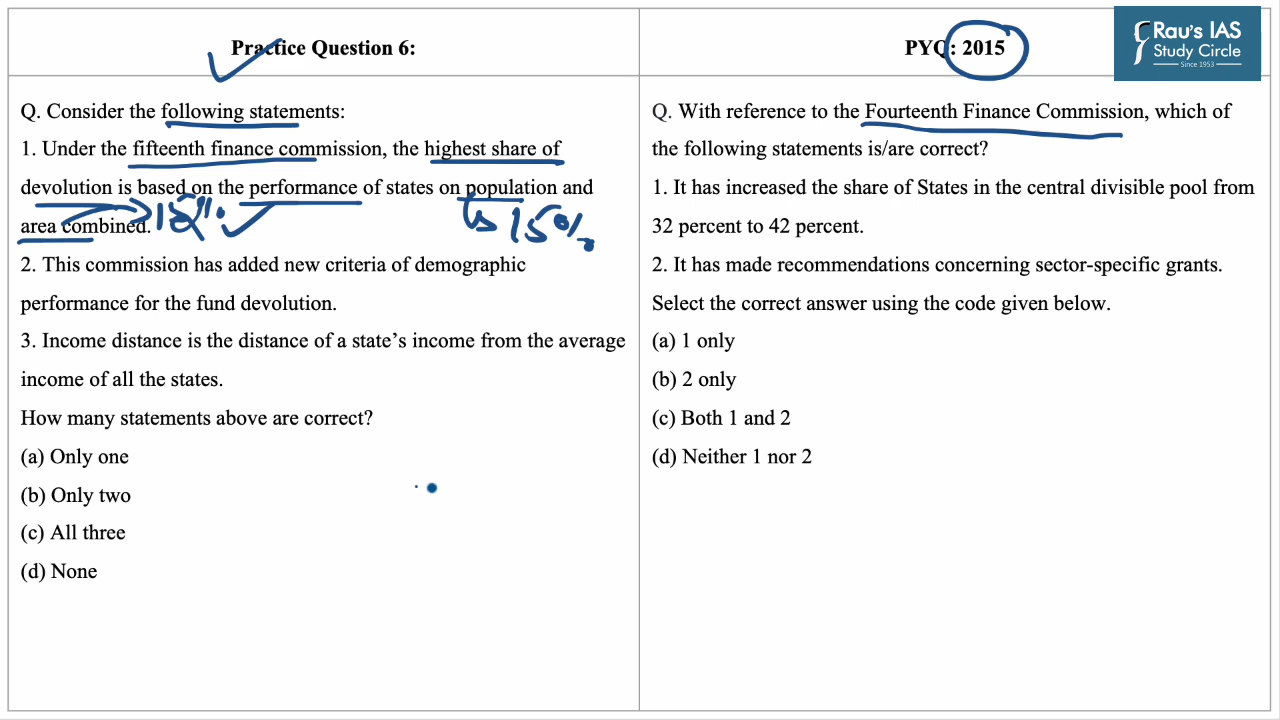 Practice Question 6:
Q. Consider the following statements:
1. Under the fifteenth finance commission, the highest share of
devolution is based on the performance of states on population and
area combined.
15%
15%
2. This commission has added new criteria of demographic
performance for the fund devolution.
3. Income distance is the distance of a state's income from the average
income of all the states.
How many statements above are correct?
(a) Only one
(b) Only two
(c) All three
(d) None
PYQ: 2015
Rau's IAS
Study Circle
Since 1953
Q. With reference to the Fourteenth Finance Commission, which of
the following statements is/are correct?
1. It has increased the share of States in the central divisible pool from
32 percent to 42 percent.
2. It has made recommendations concerning sector-specific grants.
Select the correct answer using the code given below.
(a) 1 only
(b) 2 only
(c) Both 1 and 2
(d) Neither 1 nor 2